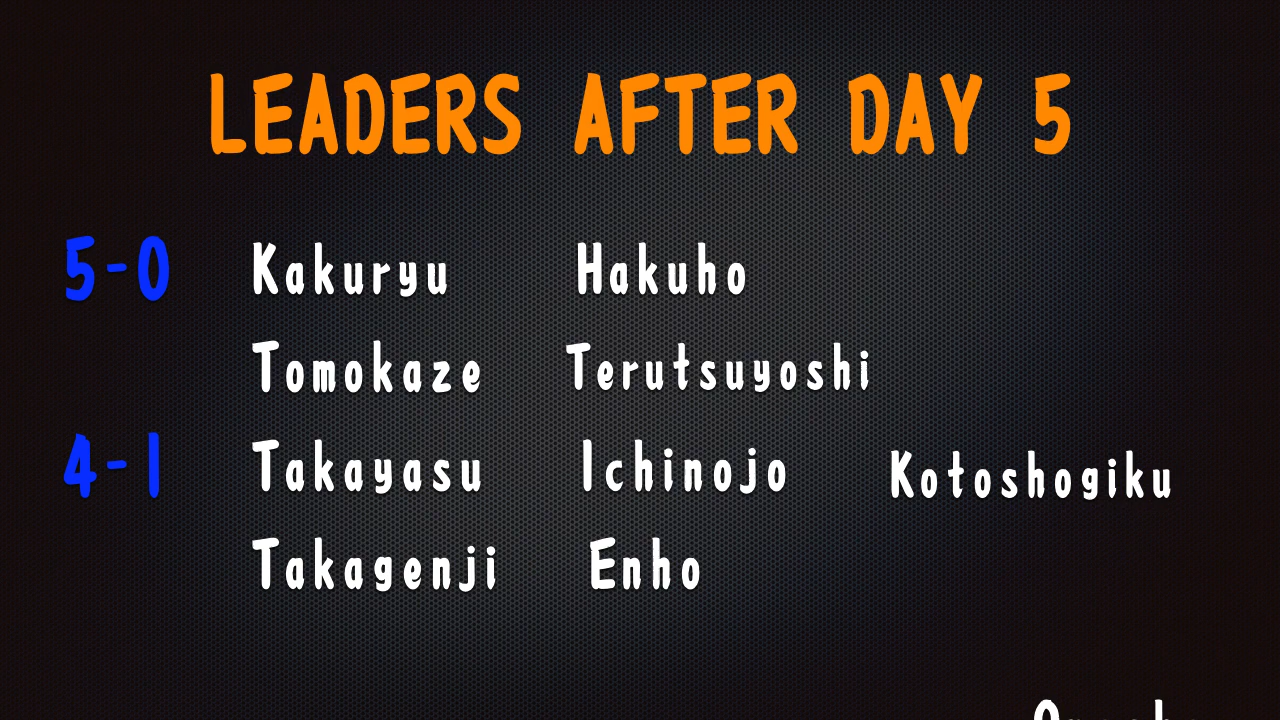 LEADERS AFTER DAY 5
5-0 Kakuryu Hakuho
Tomokaze Terutsuyoshi
4-1 Takayasu Ichinojo Kotoshogiku
Takagenji Enho